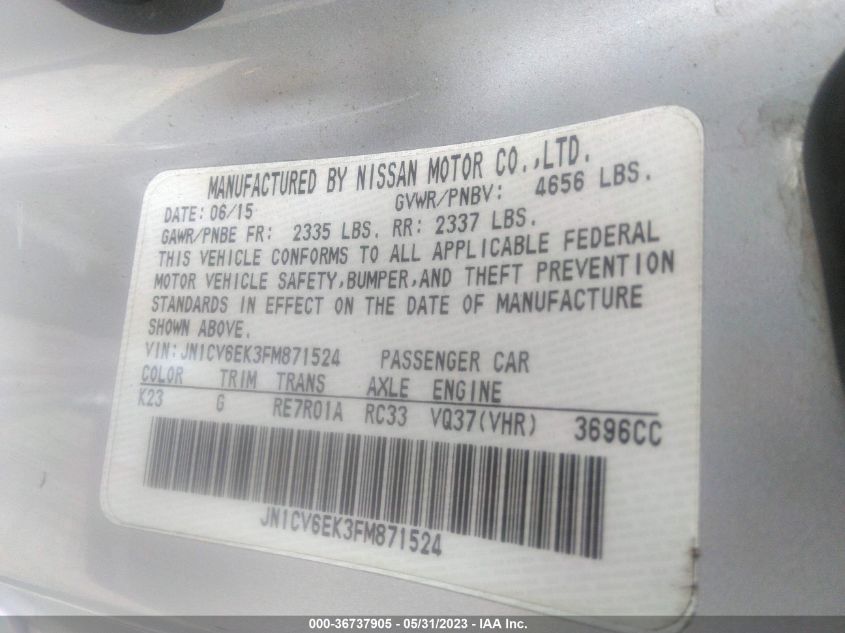 MANUFACTURED BY NISSAN MOTOR CO.,LTD.
DATE: 06/15 GVWR/PNBV: 4656 LBS.
GAWR/PNBE FR: 2335 LBS. RR: 2337 LBS.
THIS VEHICLE CONFORMS TO ALL APPLICABLE FEDERAL
MOTOR VEHICLE SAFETY,BUMPER,AND THEFT PREVENTION
STANDARDS IN EFFECT ON THE DATE OF MANUFACTURE
SHOWN ABOVE.
VIN:JN1CV6EK3FM871524 PASSENGER CAR
COLOR TRIM TRANS AXLE ENGINE
K23 G RE7R01A RC33 VQ37(VHR) 3696CC
JN1CV6EK3FM871524
000-36737905 - 05/31/2023 - IAA Inc.